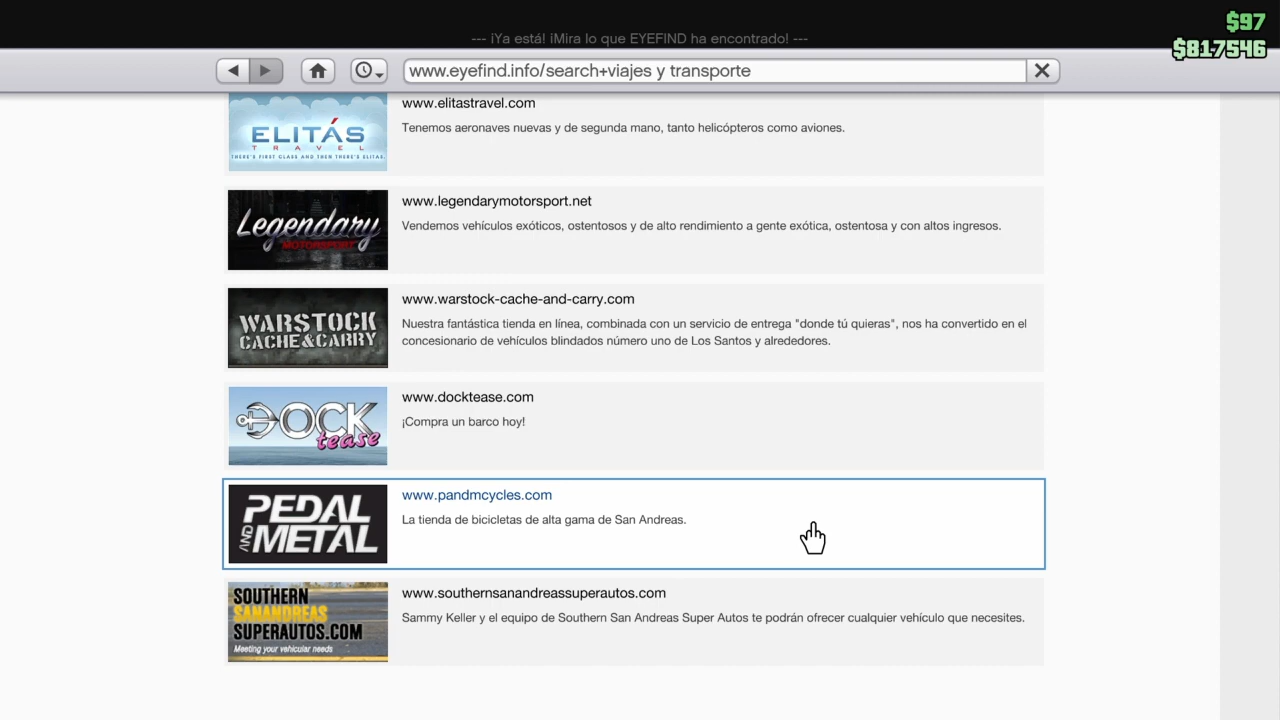 $97
$817546
--- ¡Ya está! ¡Mira lo que EYEFIND ha encontrado! ---
www.eyefind.info/search+viajes y transporte
ELITÁS
TRAVEL
THERE'S FIRST CLASS AND THEN THERE'S ELITÁS.
www.elitastravel.com
Tenemos aeronaves nuevas y de segunda mano, tanto helicópteros como aviones.
Legendary
MOTORSPORT
www.legendarymotorsport.net
Vendemos vehículos exóticos, ostentosos y de alto rendimiento a gente exótica, ostentosa y con altos ingresos.
WARSTOCK
CACHE&CARRY
www.warstock-cache-and-carry.com
Nuestra fantástica tienda en línea, combinada con un servicio de entrega "donde tú quieras", nos ha convertido en el
concesionario de vehículos blindados número uno de Los Santos y alrededores.
DOCK
tease
www.docktease.com
¡Compra un barco hoy!
PEDAL
AND METAL
www.pandmcycles.com
La tienda de bicicletas de alta gama de San Andreas.
SOUTHERN
SANANDREAS
SUPERAUTOS.COM
Meeting your vehicular needs
www.southernsanandreassuperautos.com
Sammy Keller y el equipo de Southern San Andreas Super Autos te podrán ofrecer cualquier vehículo que necesites.